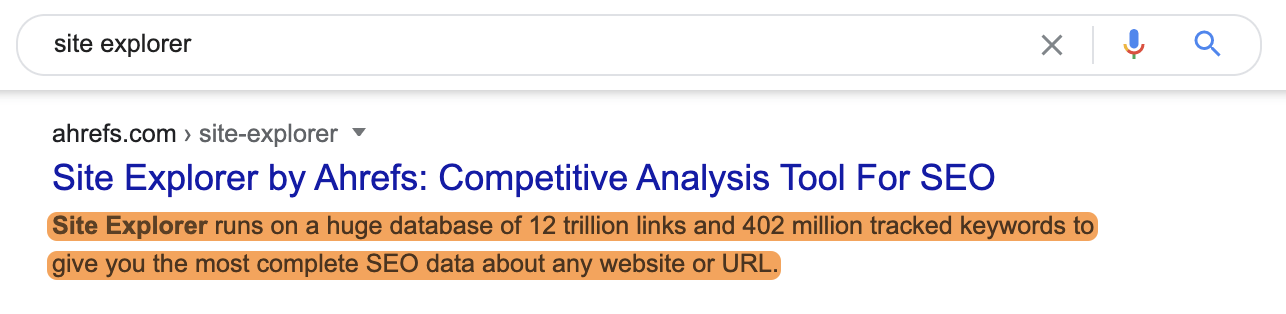 site explorer
ahrefs.com › site-explorer
Site Explorer by Ahrefs: Competitive Analysis Tool For SEO
Site Explorer runs on a huge database of 12 trillion links and 402 million tracked keywords to
give you the most complete SEO data about any website or URL.